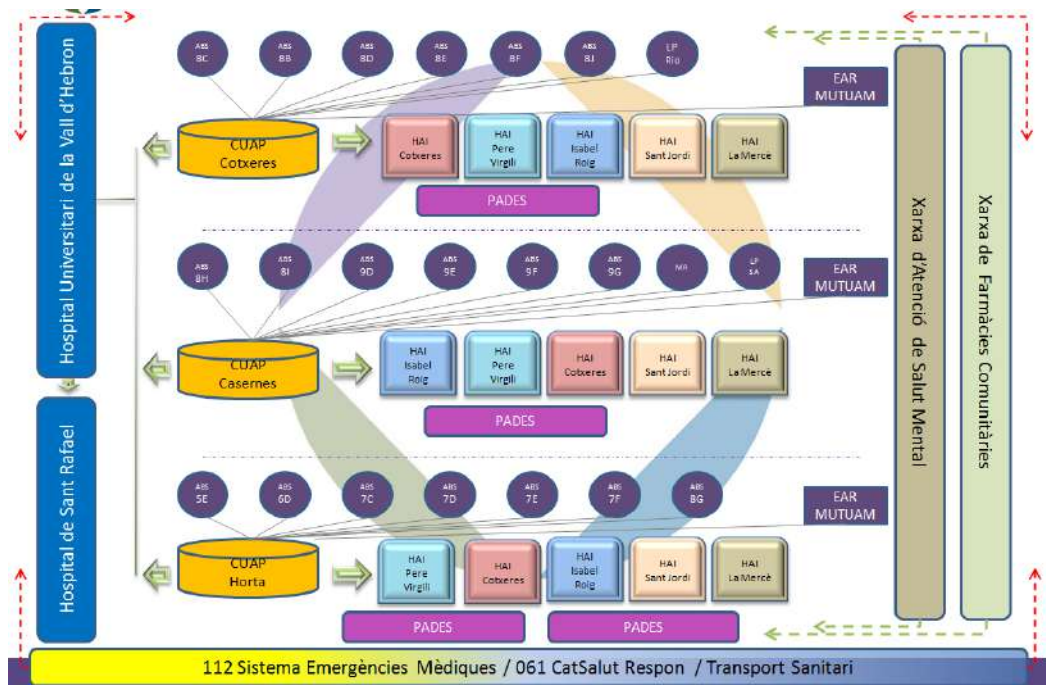 Hospital Universitari de la Vall d'Hebron
Hospital de Sant Rafael
ABS
8C
ABS
8B
ABS
8D
ABS
8E
ABS
8F
ABS
8J
LP
Rio
EAR
MUTUAM
CUAP
Cotxeres
HAI
Cotxeres
HAI
Pere
Virgili
HAI
Isabel
Roig
HAI
Sant Jordi
HAI
La Mercè
PADES
ABS
8H
ABS
8I
ABS
9D
ABS
9E
ABS
9F
ABS
9G
MR
LP
SA
EAR
MUTUAM
CUAP
Casernes
HAI
Isabel
Roig
HAI
Pere
Virgili
HAI
Cotxeres
HAI
Sant Jordi
HAI
La Mercè
PADES
ABS
5E
ABS
6D
ABS
7C
ABS
7D
ABS
7E
ABS
7F
ABS
8G
EAR
MUTUAM
CUAP
Horta
HAI
Pere
Virgili
HAI
Cotxeres
HAI
Isabel
Roig
HAI
Sant Jordi
HAI
La Mercè
PADES
PADES
Xarxa d'Atenció de Salut Mental
Xarxa de Farmàcies Comunitàries
112 Sistema Emergències Mèdiques / 061 CatSalut Respon / Transport Sanitari